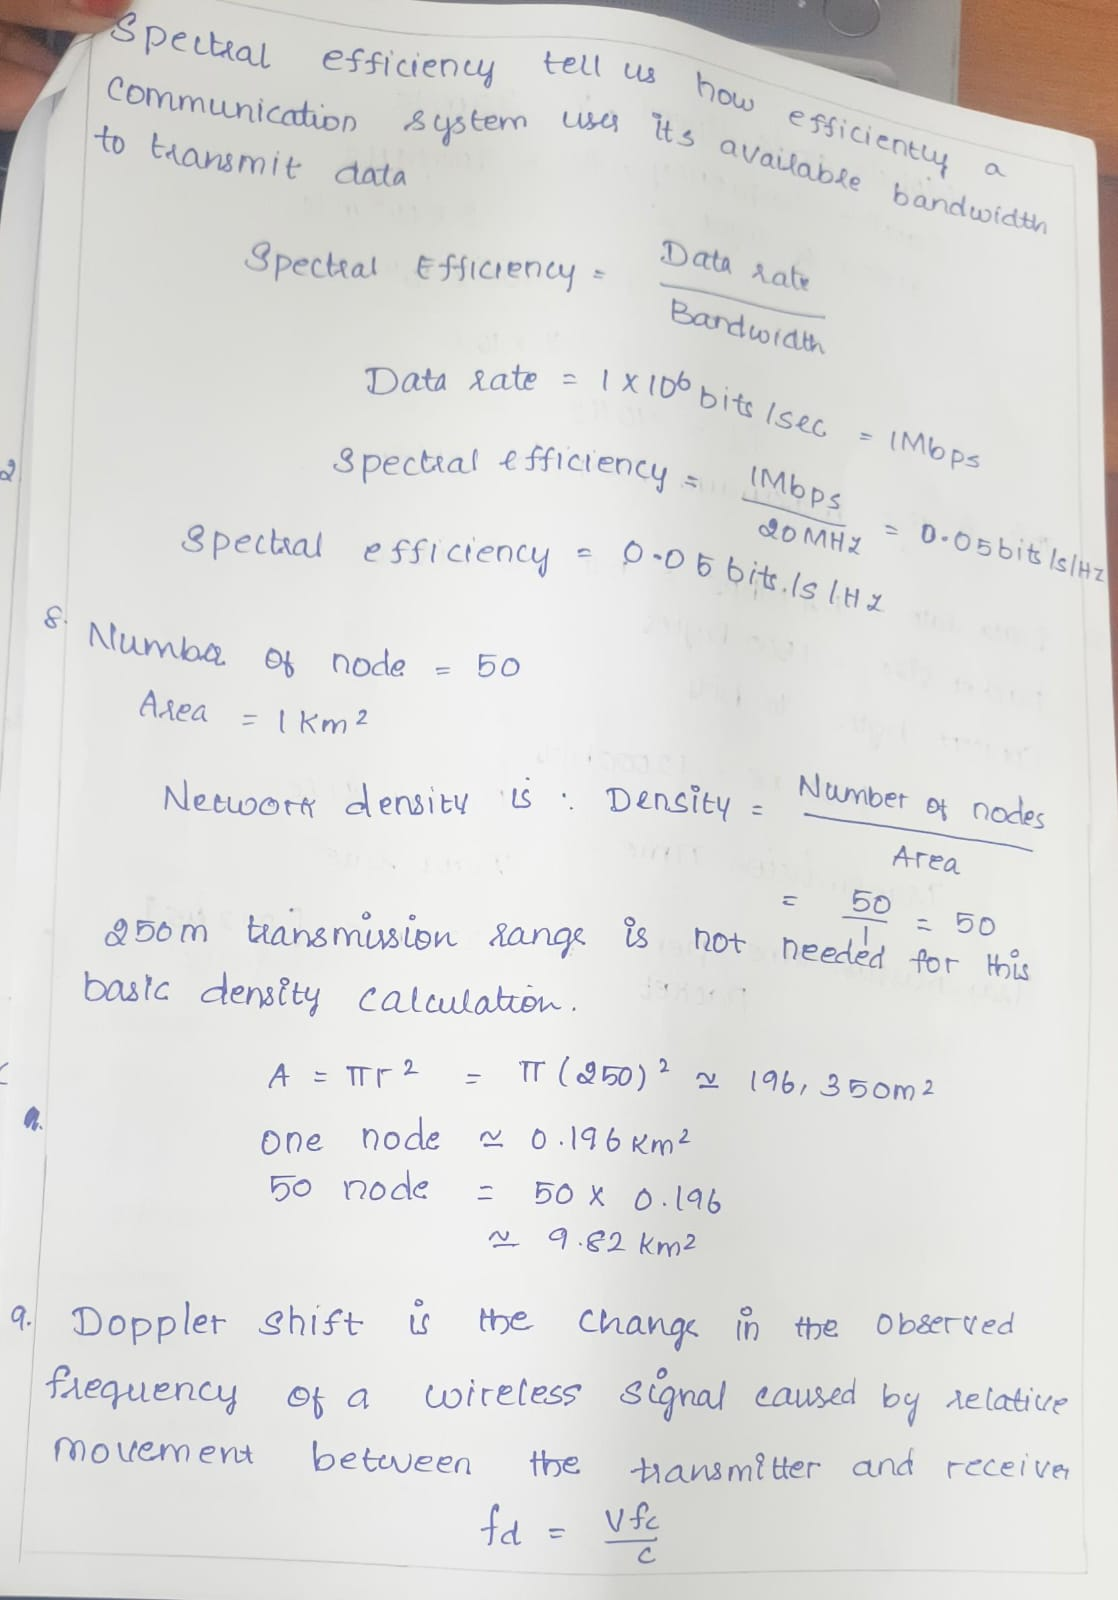 Spectral efficiency tell us how efficiently a
communication system uses its available bandwidth
to transmit data
Spectral Efficiency = Data rate / Bandwidth
Data rate = 1 x 10⁶ bits/sec = 1Mbps
Spectral efficiency = 1Mbps / 20 MHz = 0.05bits/s/Hz
Spectral efficiency = 0.05 bits./s/Hz
8. Number of node = 50
Area = 1 km²
Network density is : Density = Number of nodes / Area
= 50 / 1 = 50
250m transmission range is not needed for this
basic density calculation.
A = πr² = π(250)² ≃ 196,350m²
one node ≃ 0.196 km²
50 node = 50 x 0.196
≃ 9.82 km²
9. Doppler shift is the change in the observed
frequency of a wireless signal caused by relative
movement between the transmitter and receiver
fd = Vfc / c